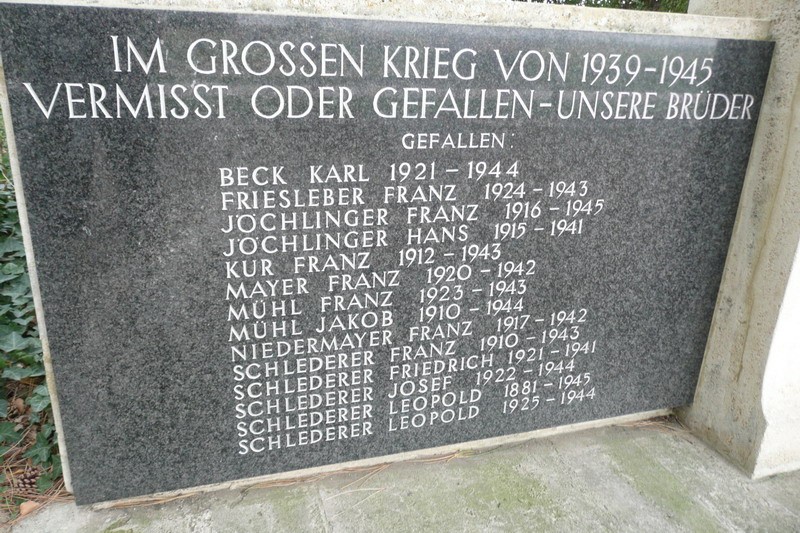 IM GROSSEN KRIEG VON 1939-1945
VERMISST ODER GEFALLEN-UNSERE BRÜDER
GEFALLEN:
BECK KARL 1921-1944
FRIESLEBER FRANZ 1924-1943
JÖCHLINGER FRANZ 1916-1945
JÖCHLINGER HANS 1915-1941
KUR FRANZ 1912-1943
MAYER FRANZ 1920-1942
MÜHL FRANZ 1923-1943
MÜHL JAKOB 1910-1944
NIEDERMAYER FRANZ 1917-1942
SCHLEDERER FRANZ 1910-1943
SCHLEDERER FRIEDRICH 1921-1941
SCHLEDERER JOSEF 1922-1944
SCHLEDERER LEOPOLD 1881-1945
SCHLEDERER LEOPOLD 1925-1944